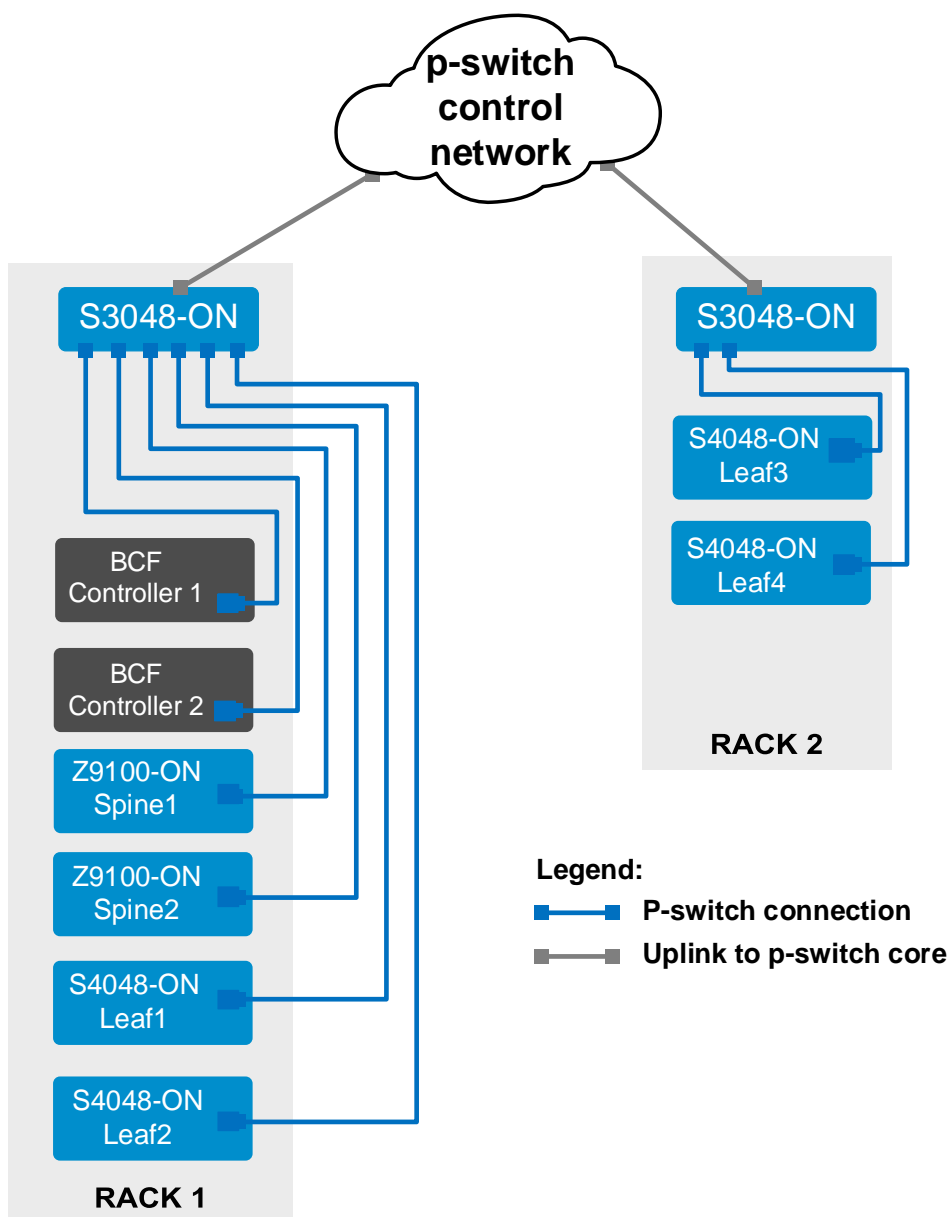 p-switch
control
network
S3048-ON
BCF
Controller 1
BCF
Controller 2
Z9100-ON
Spine1
Z9100-ON
Spine2
S4048-ON
Leaf1
S4048-ON
Leaf2
RACK 1
S3048-ON
S4048-ON
Leaf3
S4048-ON
Leaf4
RACK 2
Legend:
P-switch connection
Uplink to p-switch core